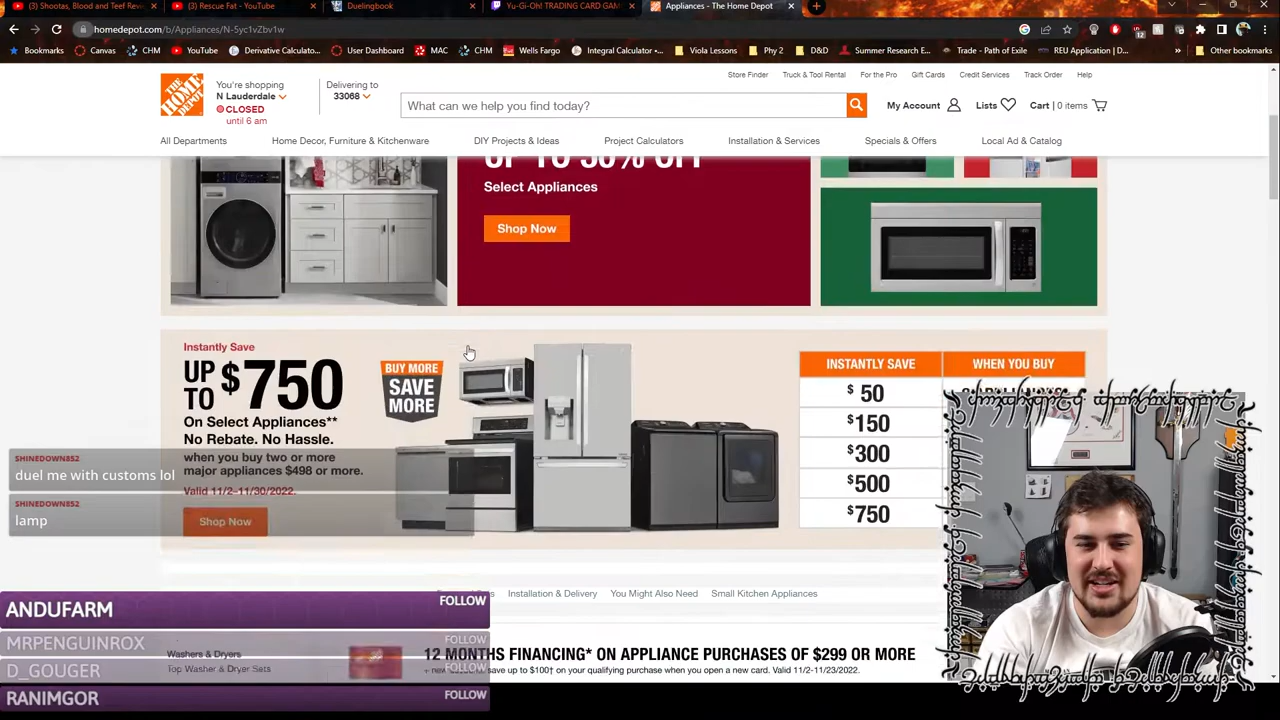 (3) Shootas, Blood and Teef Rev
(3) Rescue Fat - YouTube
Duelingbook
Yu-Gi-Oh! TRADING CARD GAM
Appliances - The Home Depot
homedepot.com/b/Appliances/N-5yc1vZbv1w
Bookmarks
Canvas
CHM
YouTube
Derivative Calculato...
User Dashboard
MAC
CHM
Wells Fargo
Integral Calculator •...
Viola Lessons
Phy 2
D&D
Summer Research E...
Trade - Path of Exile
REU Application | D...
Other bookmarks
Store Finder
Truck & Tool Rental
For the Pro
Gift Cards
Credit Services
Track Order
Help
THE HOME DEPOT
You're shopping
N Lauderdale
CLOSED
until 6 am
Delivering to
33068
What can we help you find today?
My Account
Lists
Cart | 0 items
All Departments
Home Decor, Furniture & Kitchenware
DIY Projects & Ideas
Project Calculators
Installation & Services
Specials & Offers
Local Ad & Catalog
UP TO 30% OFF
Select Appliances
Shop Now
Instantly Save
UP TO $750
On Select Appliances**
No Rebate. No Hassle.
when you buy two or more
major appliances $498 or more.
Valid 11/2–11/30/2022.
Shop Now
BUY MORE
SAVE MORE
INSTANTLY SAVE
WHEN YOU BUY
$50
$150
$300
$500
$750
SHINEDOWN852
duel me with customs lol
SHINEDOWN852
lamp
Installation & Delivery
You Might Also Need
Small Kitchen Appliances
ANDUFARM
FOLLOW
MRPENGUINROX
FOLLOW
D_GOUGER
FOLLOW
RANIMGOR
FOLLOW
Washers & Dryers
Top Washer & Dryer Sets
12 MONTHS FINANCING* ON APPLIANCE PURCHASES OF $299 OR MORE
save up to $100† on your qualifying purchase when you open a new card. Valid 11/2-11/23/2022.